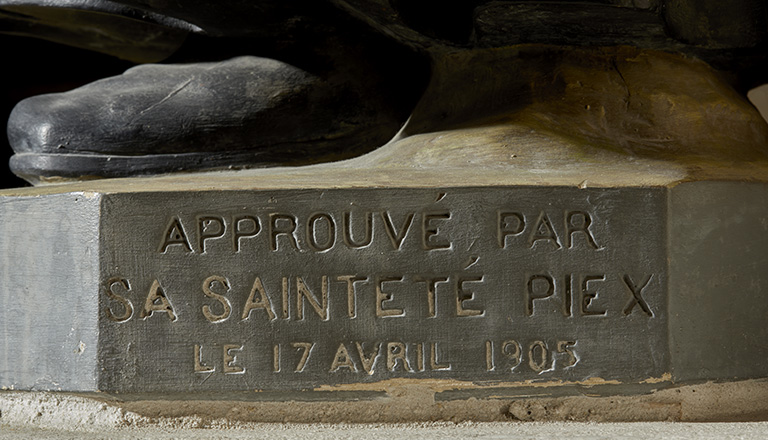 APPROUVÉ PAR
SA SAINTETÉ PIE X
LE 17 AVRIL 1905